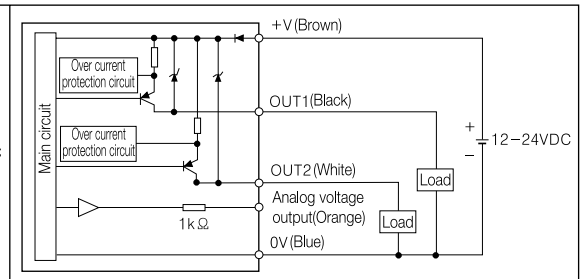 +V(Brown)
Over current
protection circuit
OUT1(Black)
Main circuit
Over current
protection circuit
+
12-24VDC
-
OUT2(White)
Load
Analog voltage
output(Orange)
Load
1kΩ
0V(Blue)